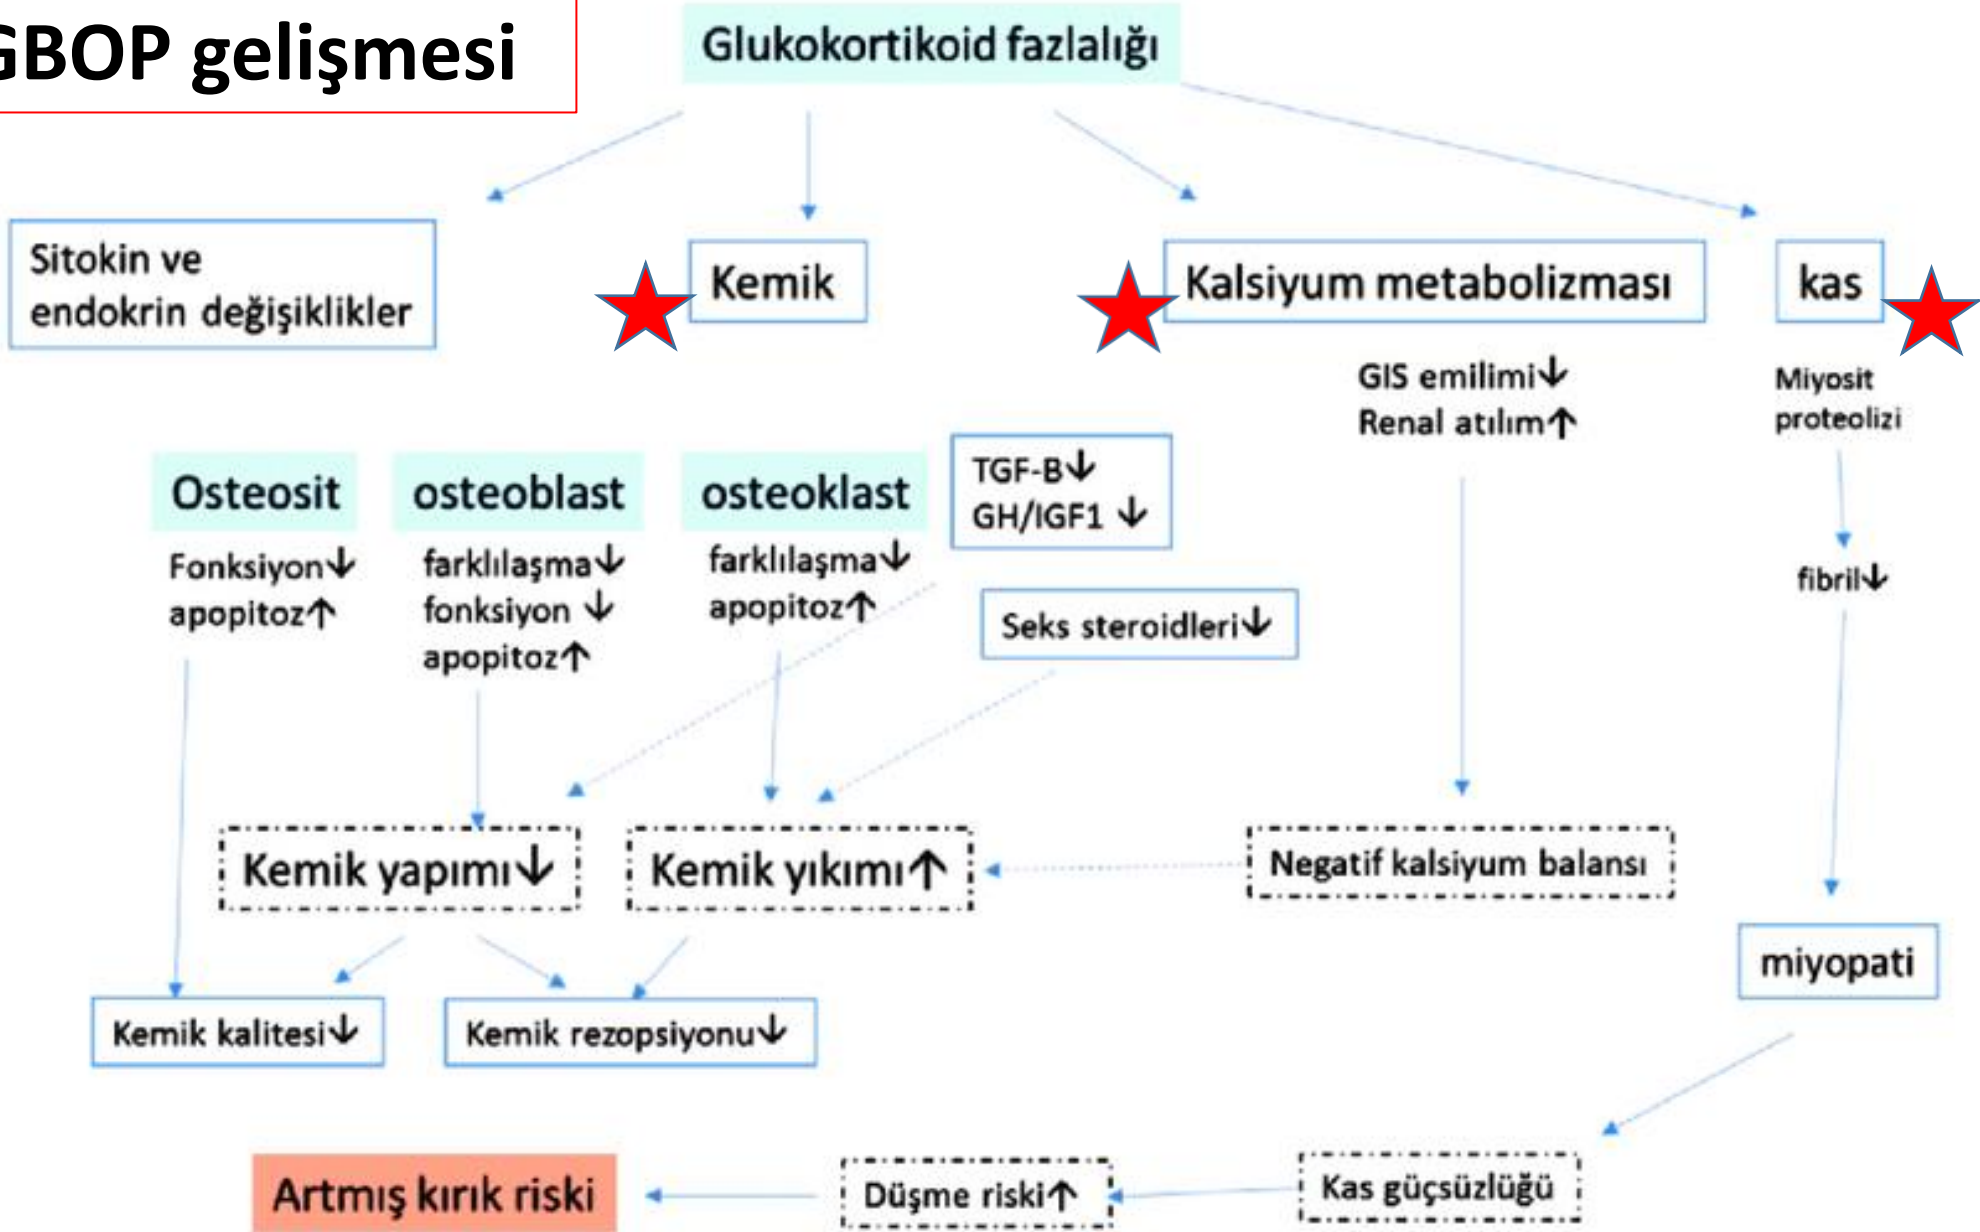 GBOP gelişmesi
Glukokortikoid fazlalığı
Sitokin ve
endokrin değişiklikler
Kemik
Kalsiyum metabolizması
kas
GIS emilimi↓
Renal atılım↑
Miyosit
proteolizi
Osteosit
osteoblast
osteoklast
TGF-B↓
GH/IGF1 ↓
Fonksiyon↓
apopitoz↑
farklılaşma↓
fonksiyon ↓
apopitoz↑
farklılaşma↓
apopitoz↑
Seks steroidleri↓
fibril↓
Kemik yapımı↓
Kemik yıkımı↑
Negatif kalsiyum balansı
miyopati
Kemik kalitesi↓
Kemik rezopsiyonu↓
Artmış kırık riski
Düşme riski↑
Kas güçsüzlüğü